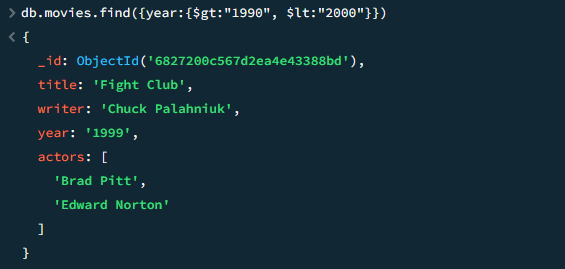 > db.movies.find({year:{$gt:"1990", $lt:"2000"}})
< {
_id: ObjectId('6827200c567d2ea4e43388bd'),
title: 'Fight Club',
writer: 'Chuck Palahniuk',
year: '1999',
actors: [
'Brad Pitt',
'Edward Norton'
]
}